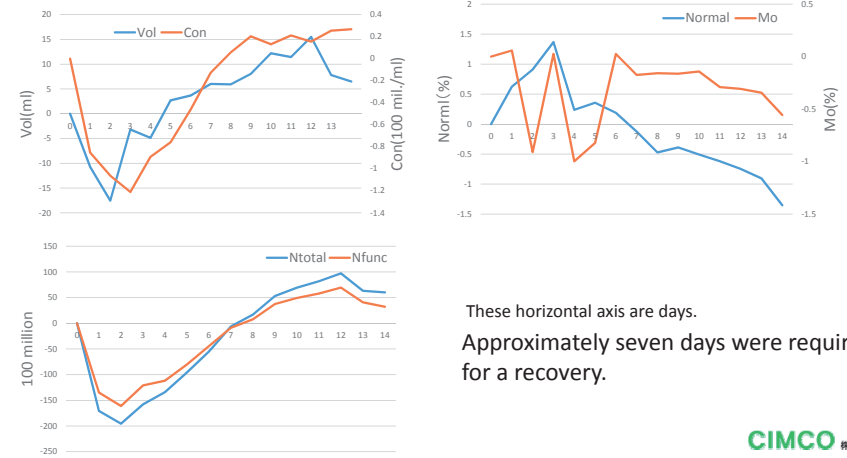 20
15
10
5
0
-5
-10
-15
-20
Vol(ml)
Vol Con
0 1 2 3 4 5 6 7 8 9 10 11 12 13
0.4
0.2
0
-0.2
-0.4
-0.6
-0.8
-1
-1.2
-1.4
Con(100 mil./ml)
2
1.5
1
0.5
0
-0.5
-1
-1.5
Norml(%)
Normal Mo
0 1 2 3 4 5 6 7 8 9 10 11 12 13 14
0.5
0
-0.5
-1
-1.5
Mo(%)
150
100
50
0
-50
-100
-150
-200
-250
100 million
Ntotal Nfunc
0 1 2 3 4 5 6 7 8 9 10 11 12 13 14
These horizontal axis are days.
Approximately seven days were requir
for a recovery.
CIMCO